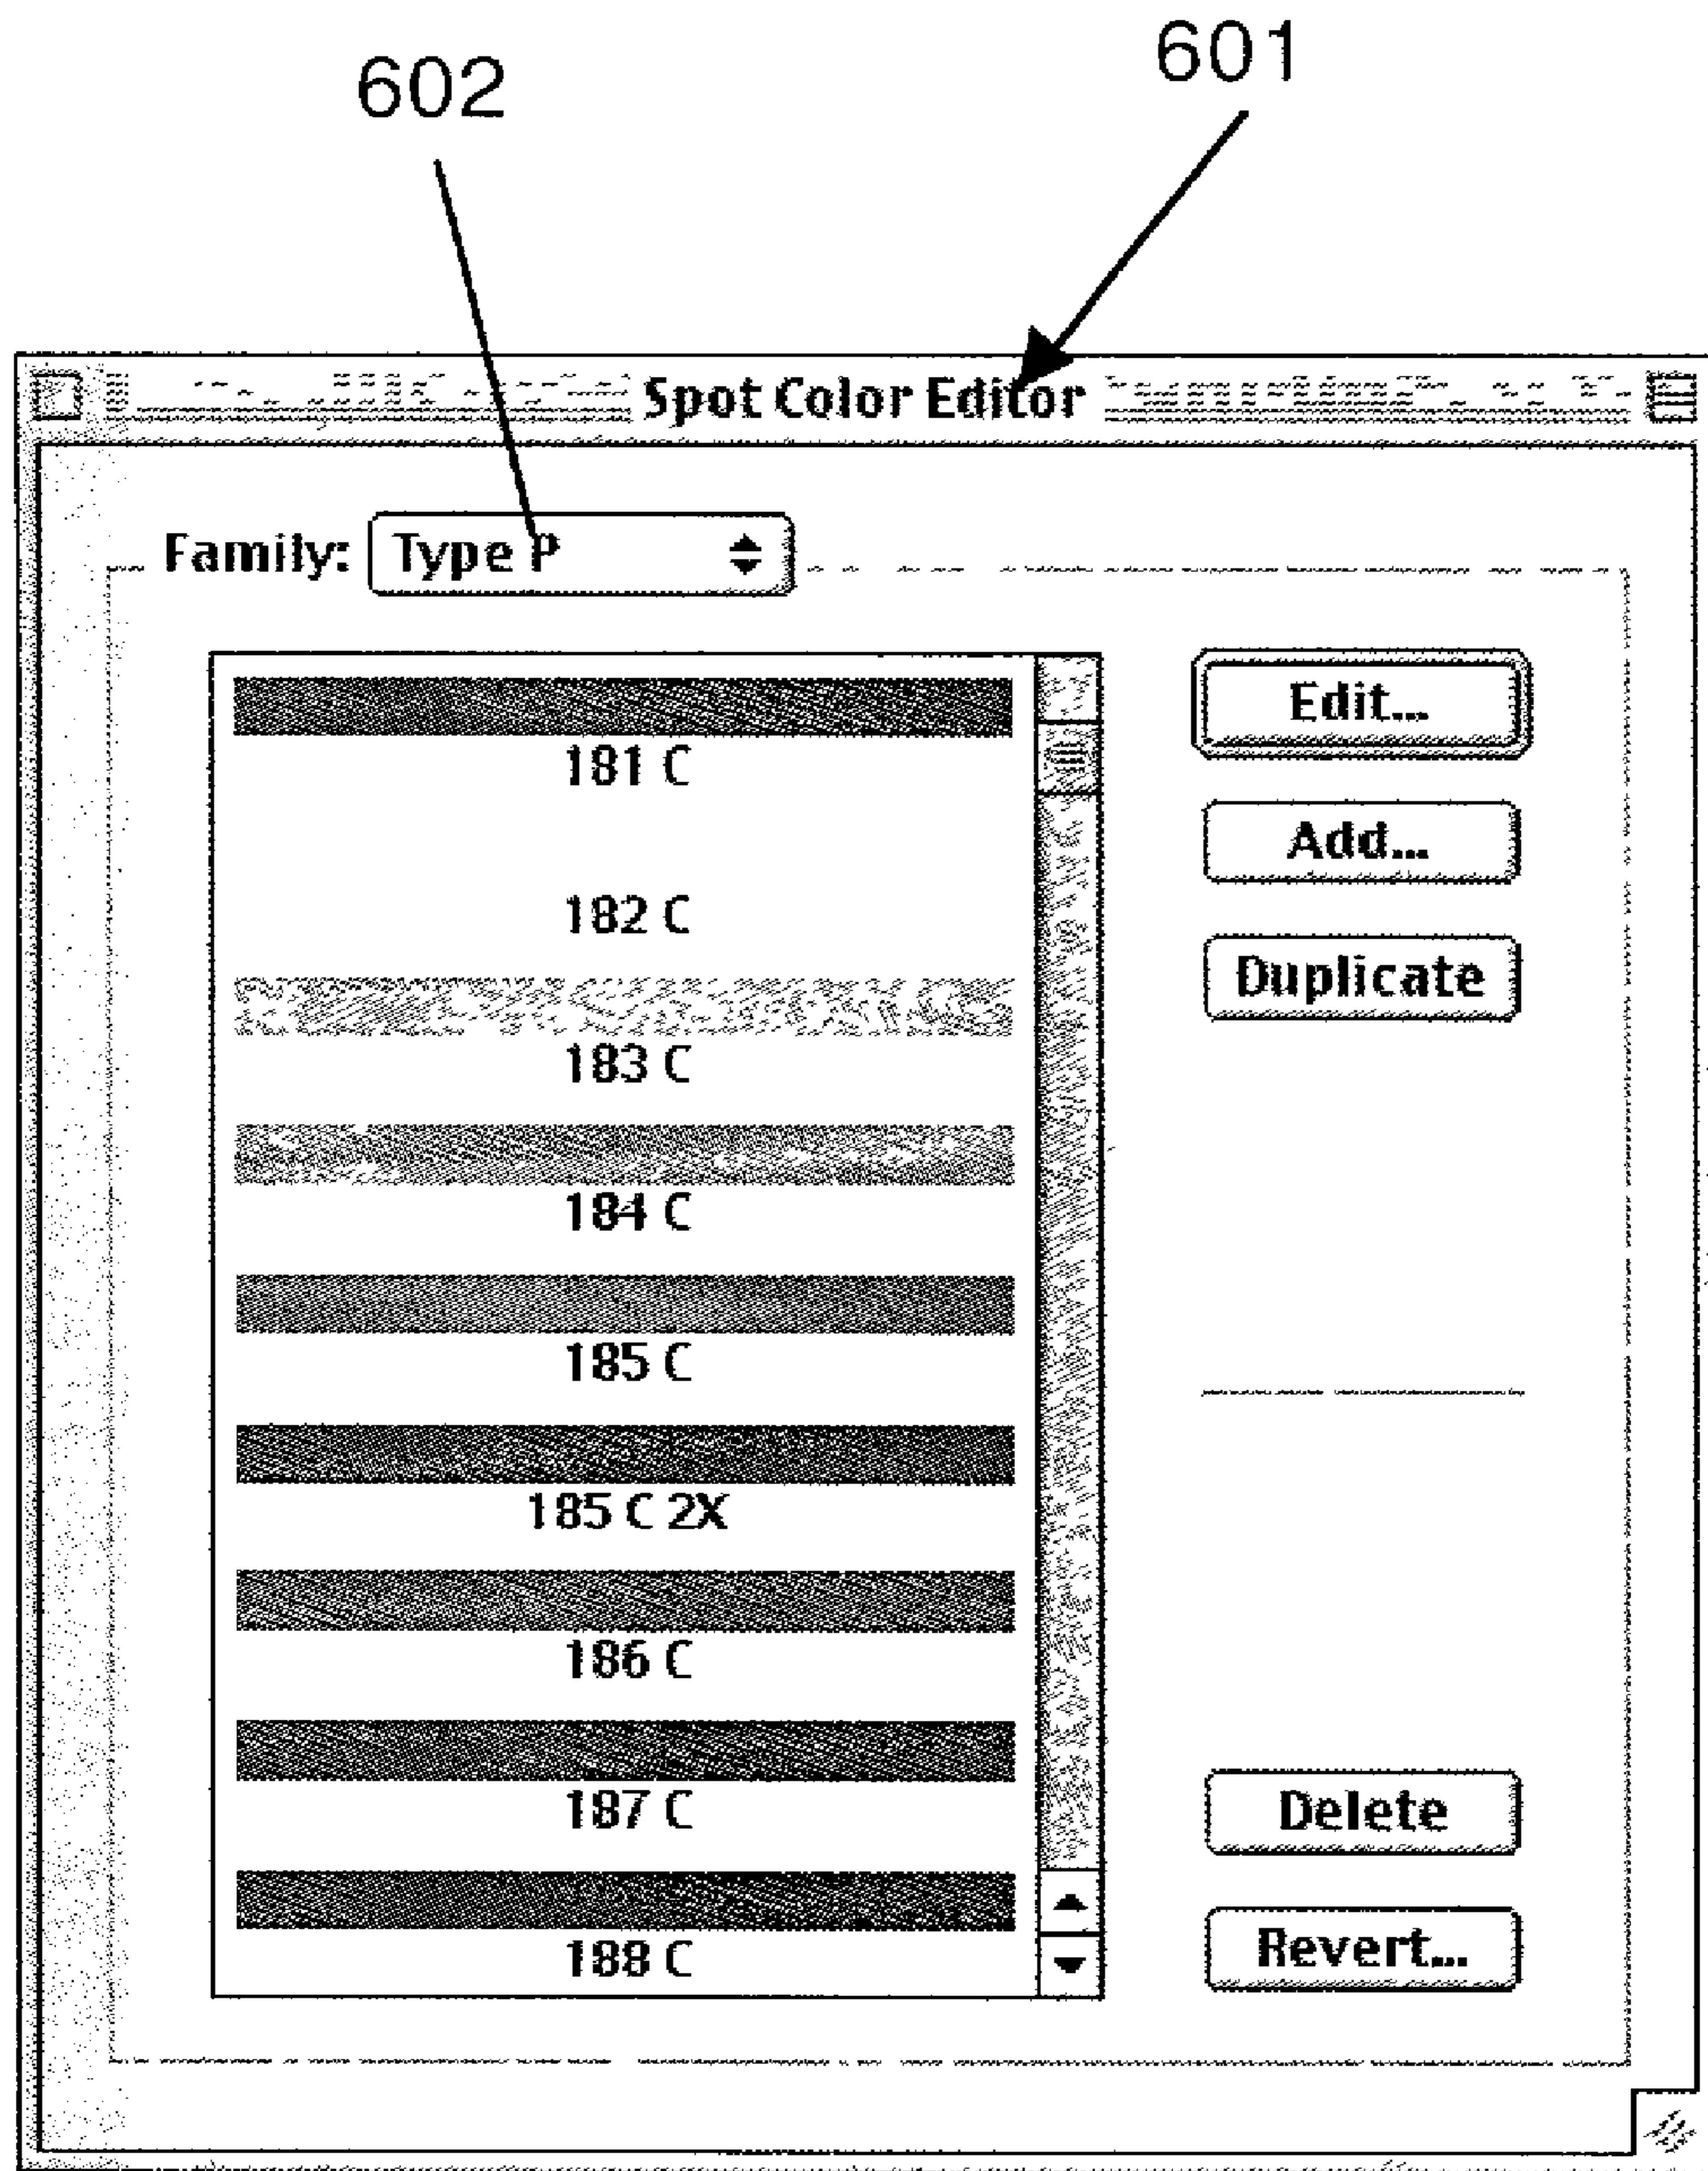 602
601
Spot Color Editor
Family: Type P
181 C
182 C
183 C
184 C
185 C
185 C 2X
186 C
187 C
188 C
Edit...
Add...
Duplicate
Delete
Revert...